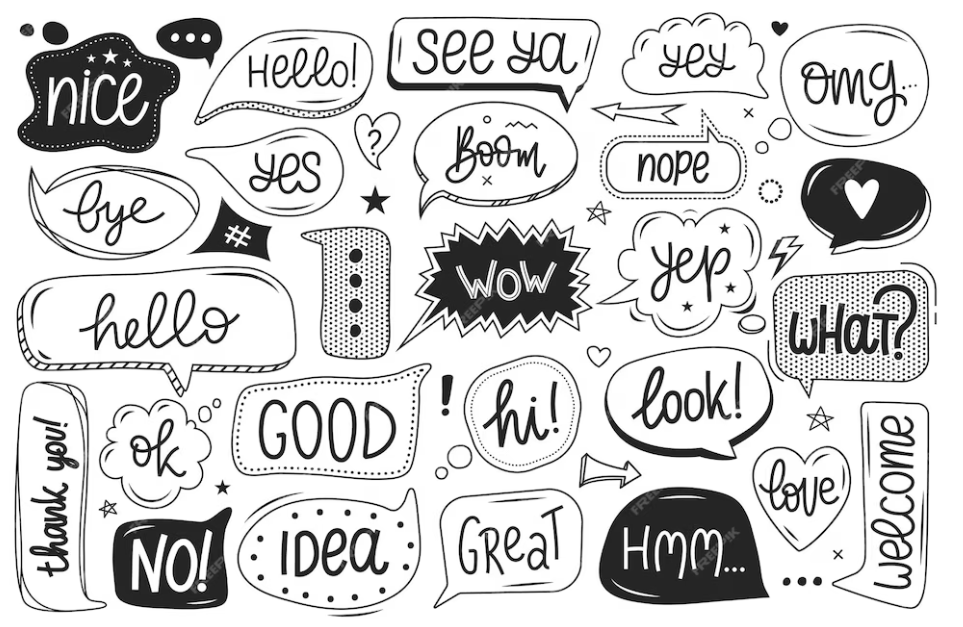 nice
...
Hello!
see ya
yey
omg...
yes
?
Boom
nope
bye
#
wow
yep
what?
hello
thank you!
ok
GOOD
!
hi!
look!
love
welcome
NO!
IDea
GReaT
HMM...
...
FREEPIK